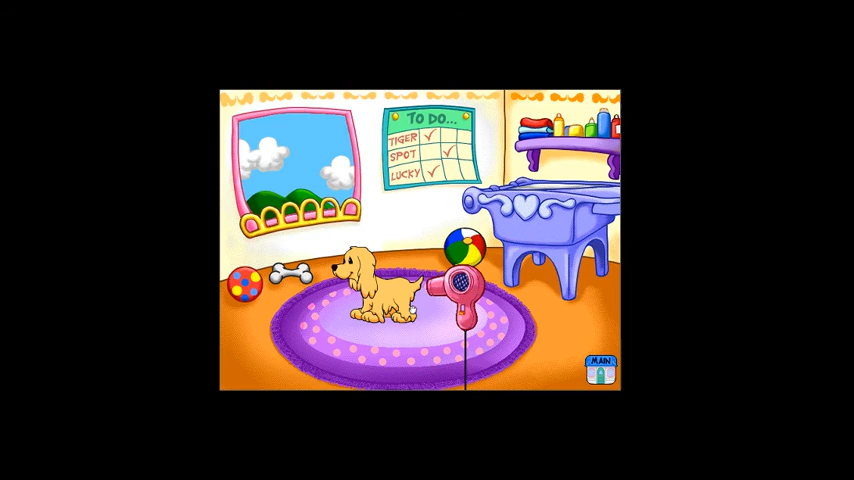 TO DO...
TIGER
SPOT
LUCKY
MAIN